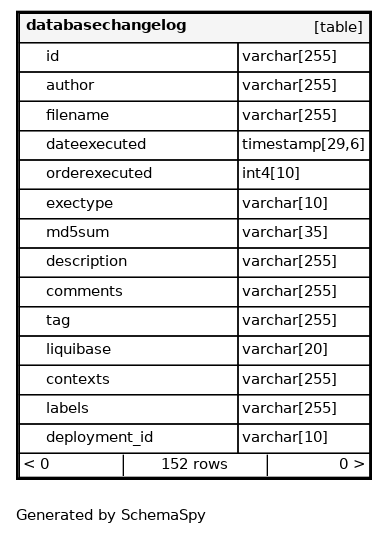 databasechangelog [table]
id varchar[255]
author varchar[255]
filename varchar[255]
dateexecuted timestamp[29,6]
orderexecuted int4[10]
exectype varchar[10]
md5sum varchar[35]
description varchar[255]
comments varchar[255]
tag varchar[255]
liquibase varchar[20]
contexts varchar[255]
labels varchar[255]
deployment_id varchar[10]
< 0 152 rows 0 >
Generated by SchemaSpy